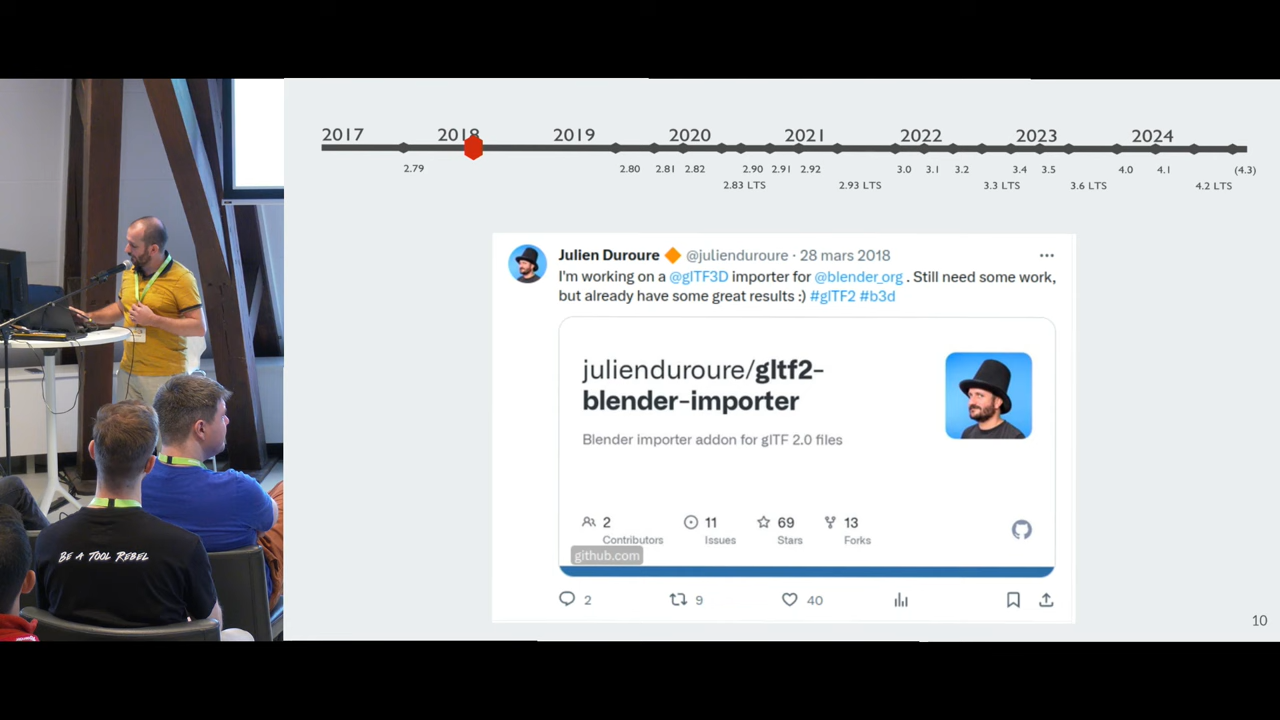 2017 2018 2019 2020 2021 2022 2023 2024
2.79 2.80 2.81 2.82 2.90 2.91 2.92 3.0 3.1 3.2 3.4 3.5 4.0 4.1 (4.3)
2.83 LTS 2.93 LTS 3.3 LTS 3.6 LTS 4.2 LTS
Julien Duroure @julienduroure · 28 mars 2018
I'm working on a @glTF3D importer for @blender_org . Still need some work,
but already have some great results :) #glTF2 #b3d
julienduroure/gltf2-
blender-importer
Blender importer addon for glTF 2.0 files
2 11 69 13
Contributors Issues Stars Forks
github.com
2 9 40
BE A TOOL REBEL
10